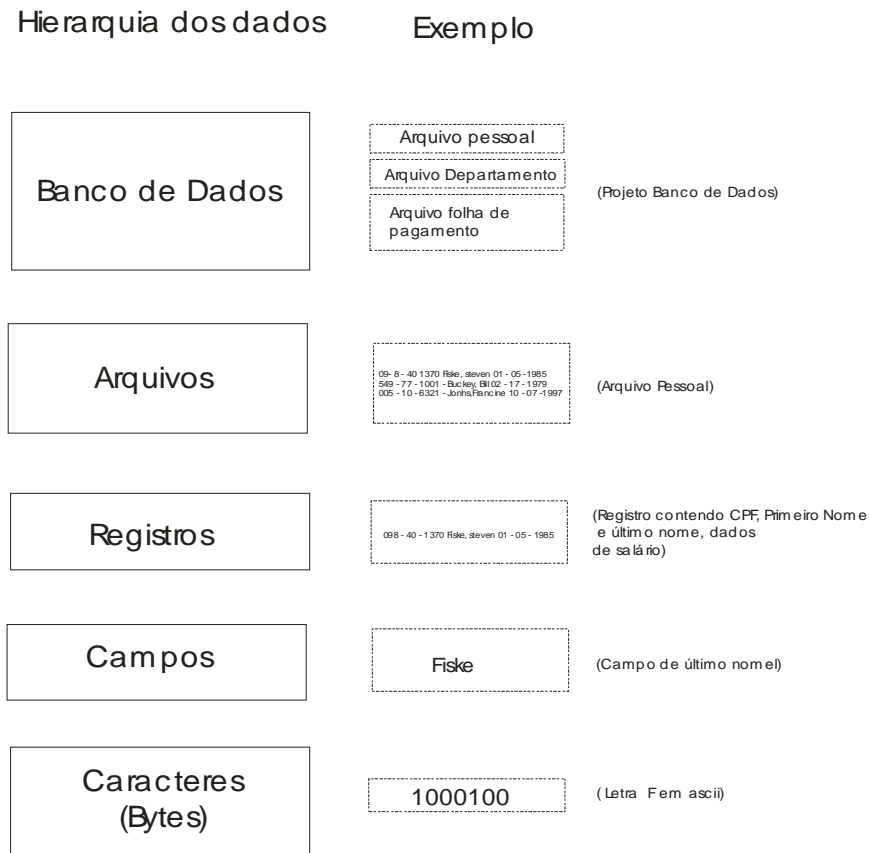 Hierarquia dos dados
Exemplo
Banco de Dados
Arquivo pessoal
Arquivo Departamento
Arquivo folha de
pagamento
(Projeto Banco de Dados)
Arquivos
09- 8 - 40 1370 Fiske, steven 01 - 05 -1985
549 - 77 - 1001 - Buckey, Bill 02 - 17 - 1979
005 - 10 - 6321 - Jonhs,Francine 10 - 07 -1997
(Arquivo Pessoal)
Registros
098 - 40 - 1370 Fiske, steven 01 - 05 - 1985
(Registro contendo CPF, Primeiro Nome
e último nome, dados
de salário)
Campos
Fiske
(Campo de último nomel)
Caracteres
(Bytes)
1000100
( Letra F em ascii)